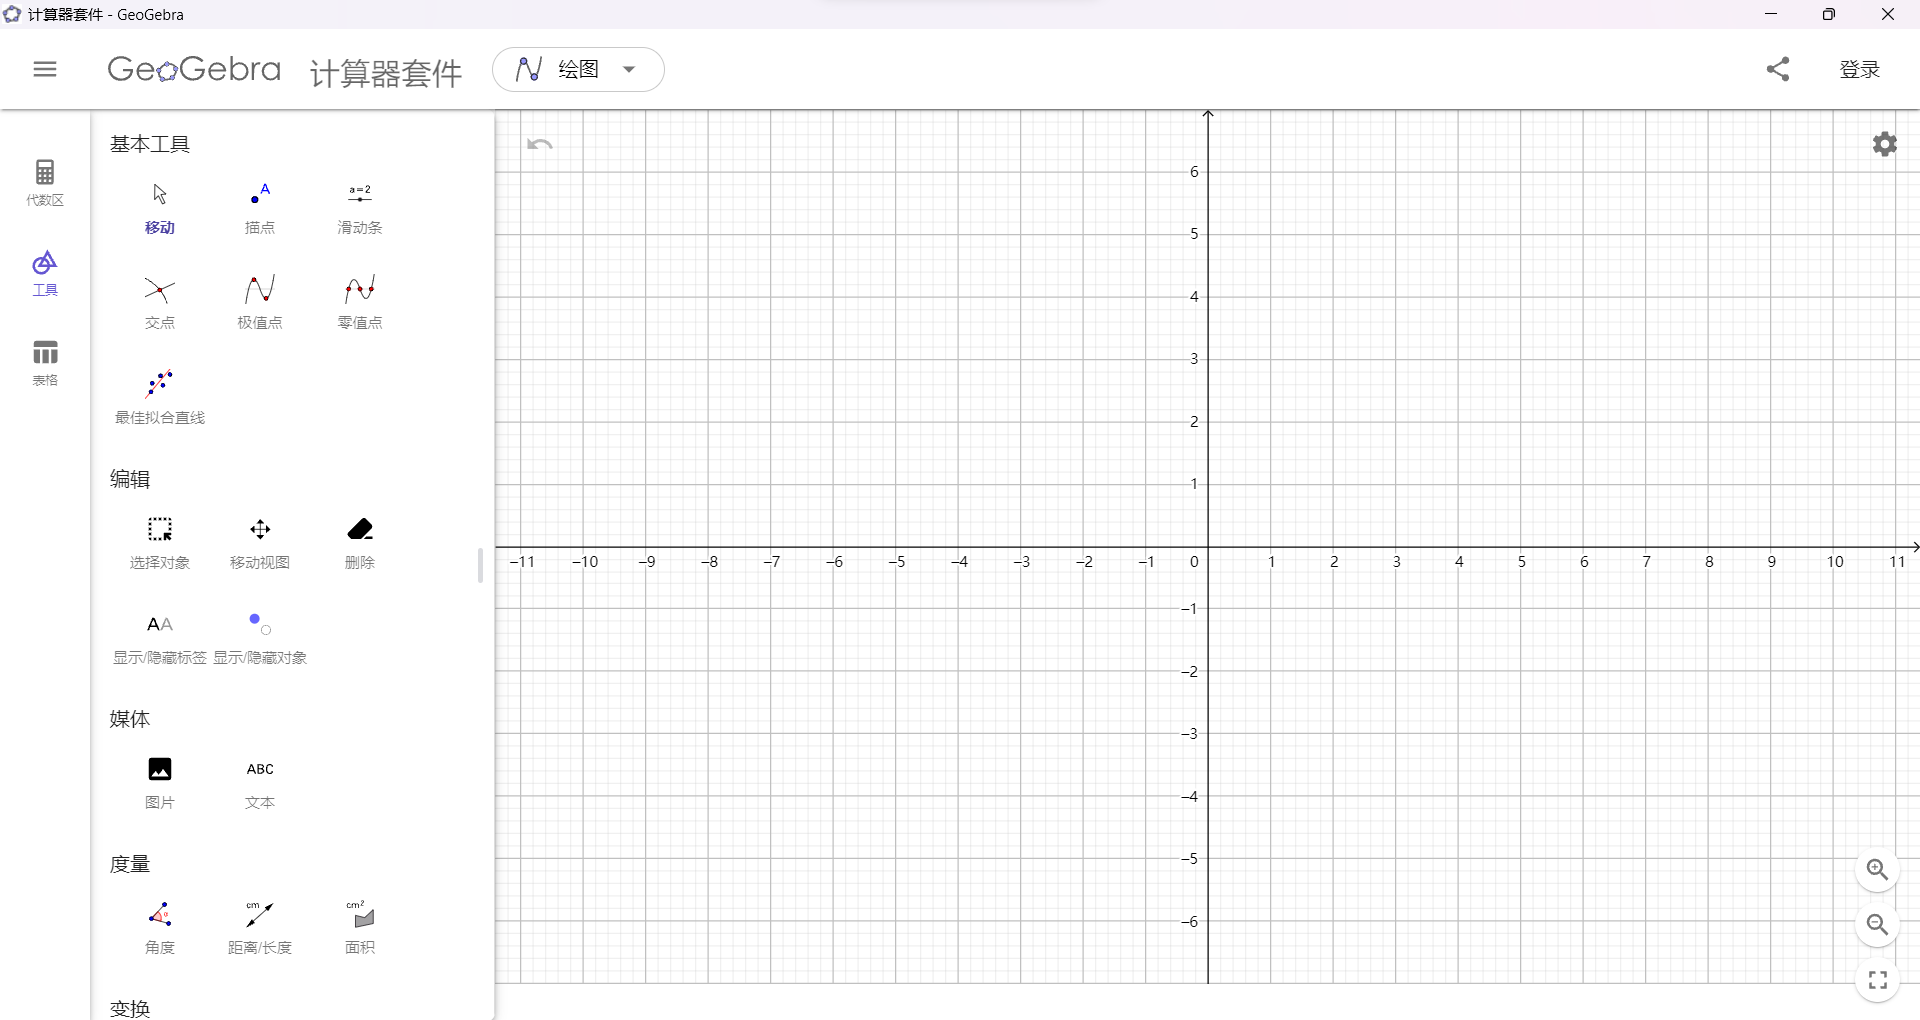 计算器套件 - GeoGebra
GeoGebra 计算器套件 绘图 登录
代数区
工具
表格
基本工具
A a=2
移动 描点 滑动条
交点 极值点 零值点
最佳拟合直线
编辑
选择对象 移动视图 删除
AA
显示/隐藏标签 显示/隐藏对象
媒体
ABC
图片 文本
度量
α cm cm²
角度 距离/长度 面积
变换
6
5
4
3
2
1
−11 −10 −9 −8 −7 −6 −5 −4 −3 −2 −1 0 1 2 3 4 5 6 7 8 9 10 11
−1
−2
−3
−4
−5
−6